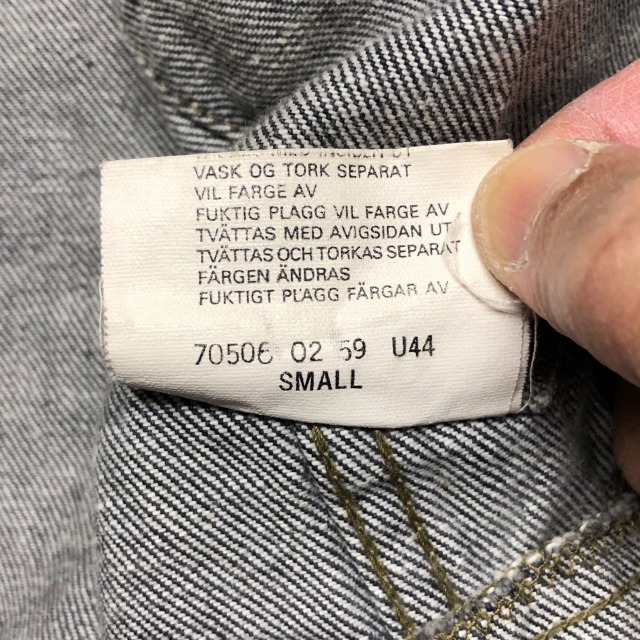 VASK OG TORK SEPARAT
VIL FARGE AV
FUKTIG PLAGG VIL FARGE AV
TVÄTTAS MED AVIGSIDAN UT
TVÄTTAS OCH TORKAS SEPARAT
FÄRGEN ÄNDRAS
FUKTIGT PLAGG FÄRGAR AV
70506 02 59 U44
SMALL